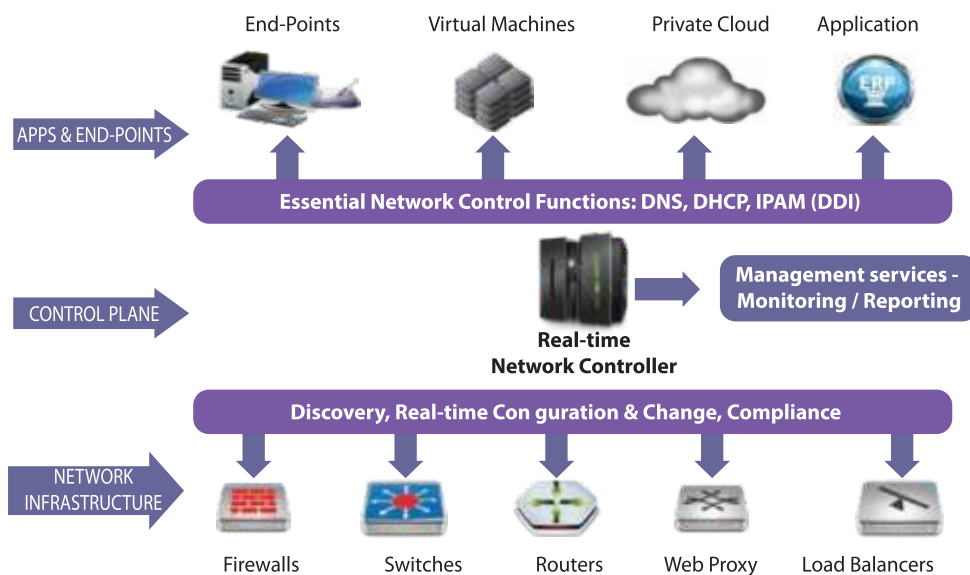 End-Points
Virtual Machines
Private Cloud
Application
ERP
APPS & END-POINTS
Essential Network Control Functions: DNS, DHCP, IPAM (DDI)
CONTROL PLANE
Management services -
Monitoring / Reporting
Real-time
Network Controller
Discovery, Real-time Con guration & Change, Compliance
NETWORK
INFRASTRUCTURE
Firewalls
Switches
Routers
Web Proxy
Load Balancers